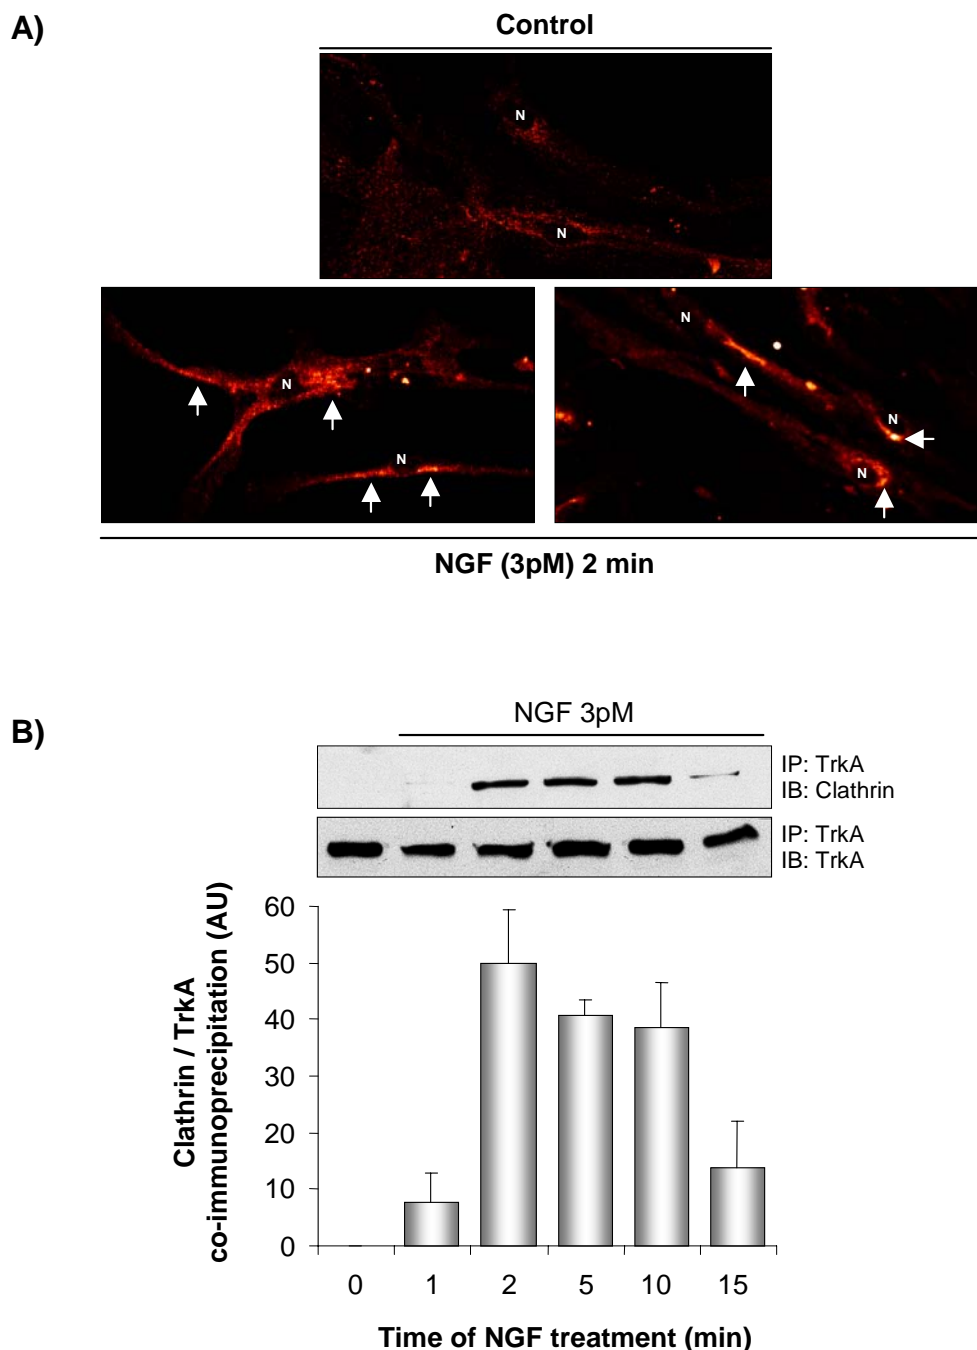 A)
Control
N
N
N
N
N
N
N
NGF (3pM) 2 min
B)
NGF 3pM
IP: TrkA
IB: Clathrin
IP: TrkA
IB: TrkA
Clathrin / TrkA
co-immunoprecipitation (AU)
60
50
40
30
20
10
0
0 1 2 5 10 15
Time of NGF treatment (min)